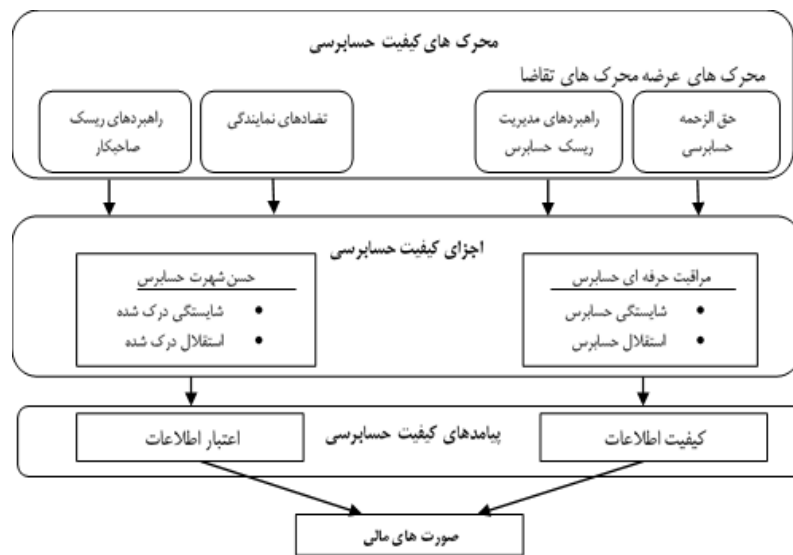 محرک های کیفیت حسابرسی
محرک های عرضه محرک های تقاضا
حق الزحمه
حسابرسی
راهبردهای مدیریت
ریسک حسابرس
تضادهای نمایندگی
راهبردهای ریسک
صاحبکار
اجزای کیفیت حسابرسی
مراقبت حرفه ای حسابرس
• شایستگی حسابرس
• استقلال حسابرس
حسن شهرت حسابرس
• شایستگی درک شده
• استقلال درک شده
پیامدهای کیفیت حسابرسی
کیفیت اطلاعات
اعتبار اطلاعات
صورت های مالی